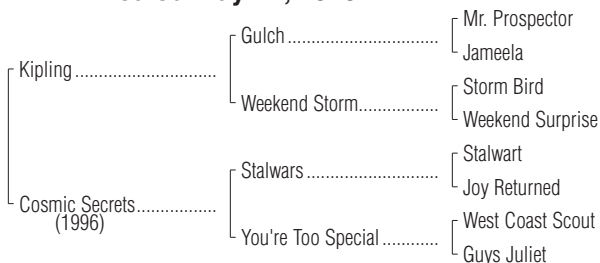 Gulch
Mr. Prospector
Jameela
Kipling
Weekend Storm
Storm Bird
Weekend Surprise
Stalwars
Stalwart
Joy Returned
Cosmic Secrets
(1996)
You're Too Special
West Coast Scout
Guys Juliet